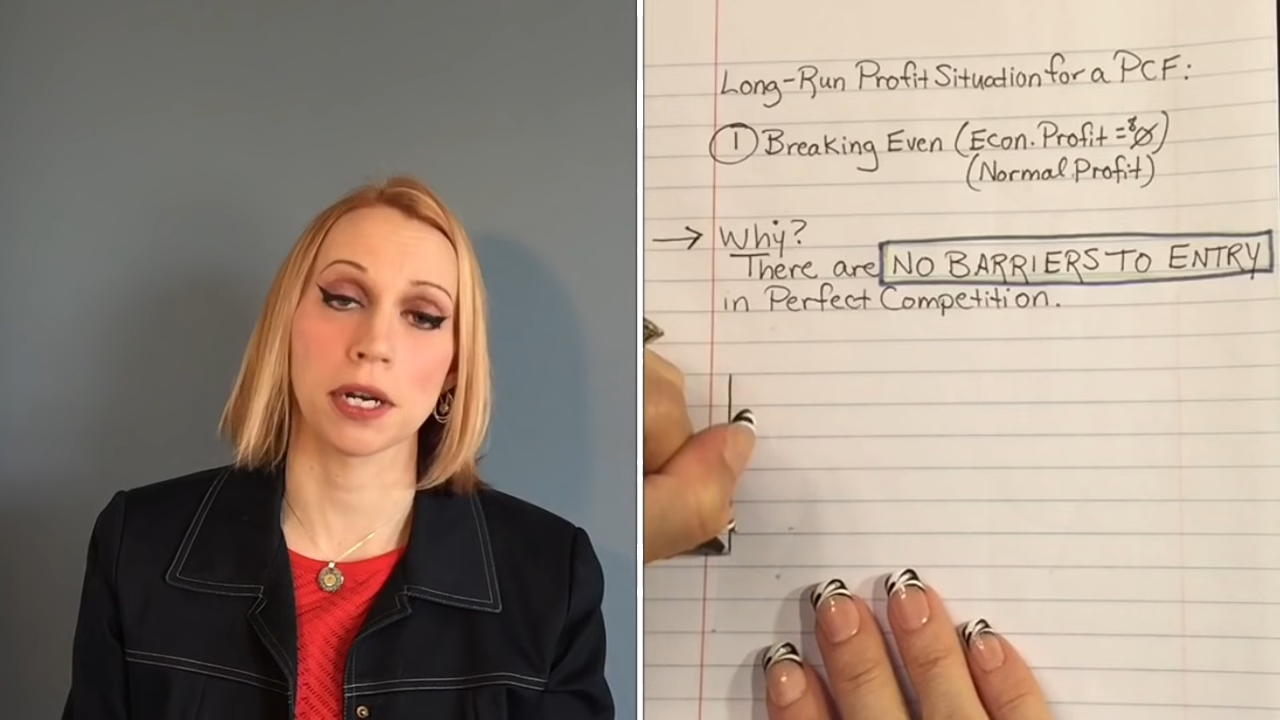 Long-Run Profit Situation for a PCF:
① Breaking Even (Econ. Profit = $0)
(Normal Profit)
→ Why?
There are NO BARRIERS TO ENTRY
in Perfect Competition.